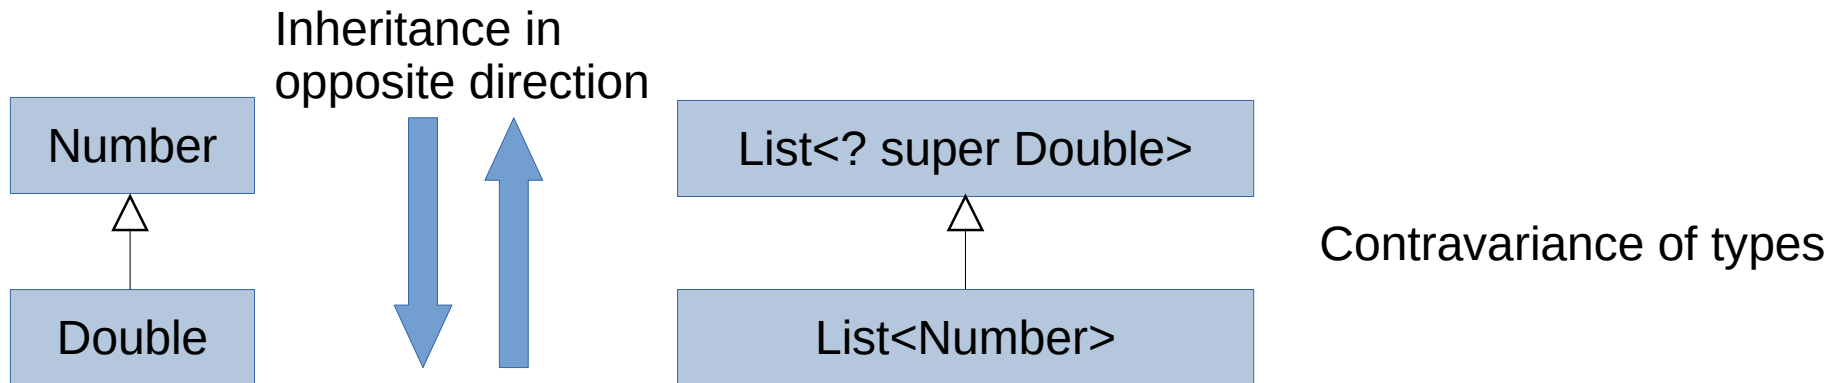 Inheritance in
opposite direction
Number
List<? super Double>
Contravariance of types
Double
List<Number>